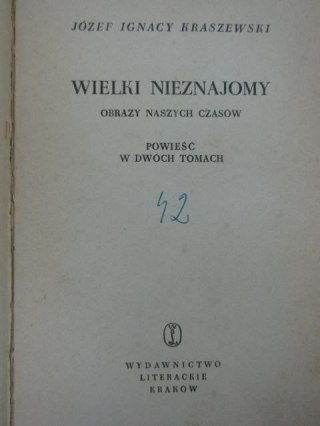 JÓZEF IGNACY KRASZEWSKI
WIELKI NIEZNAJOMY
OBRAZY NASZYCH CZASÓW
POWIEŚĆ
W DWÓCH TOMACH
42
WYDAWNICTWO
LITERACKIE
KRAKÓW